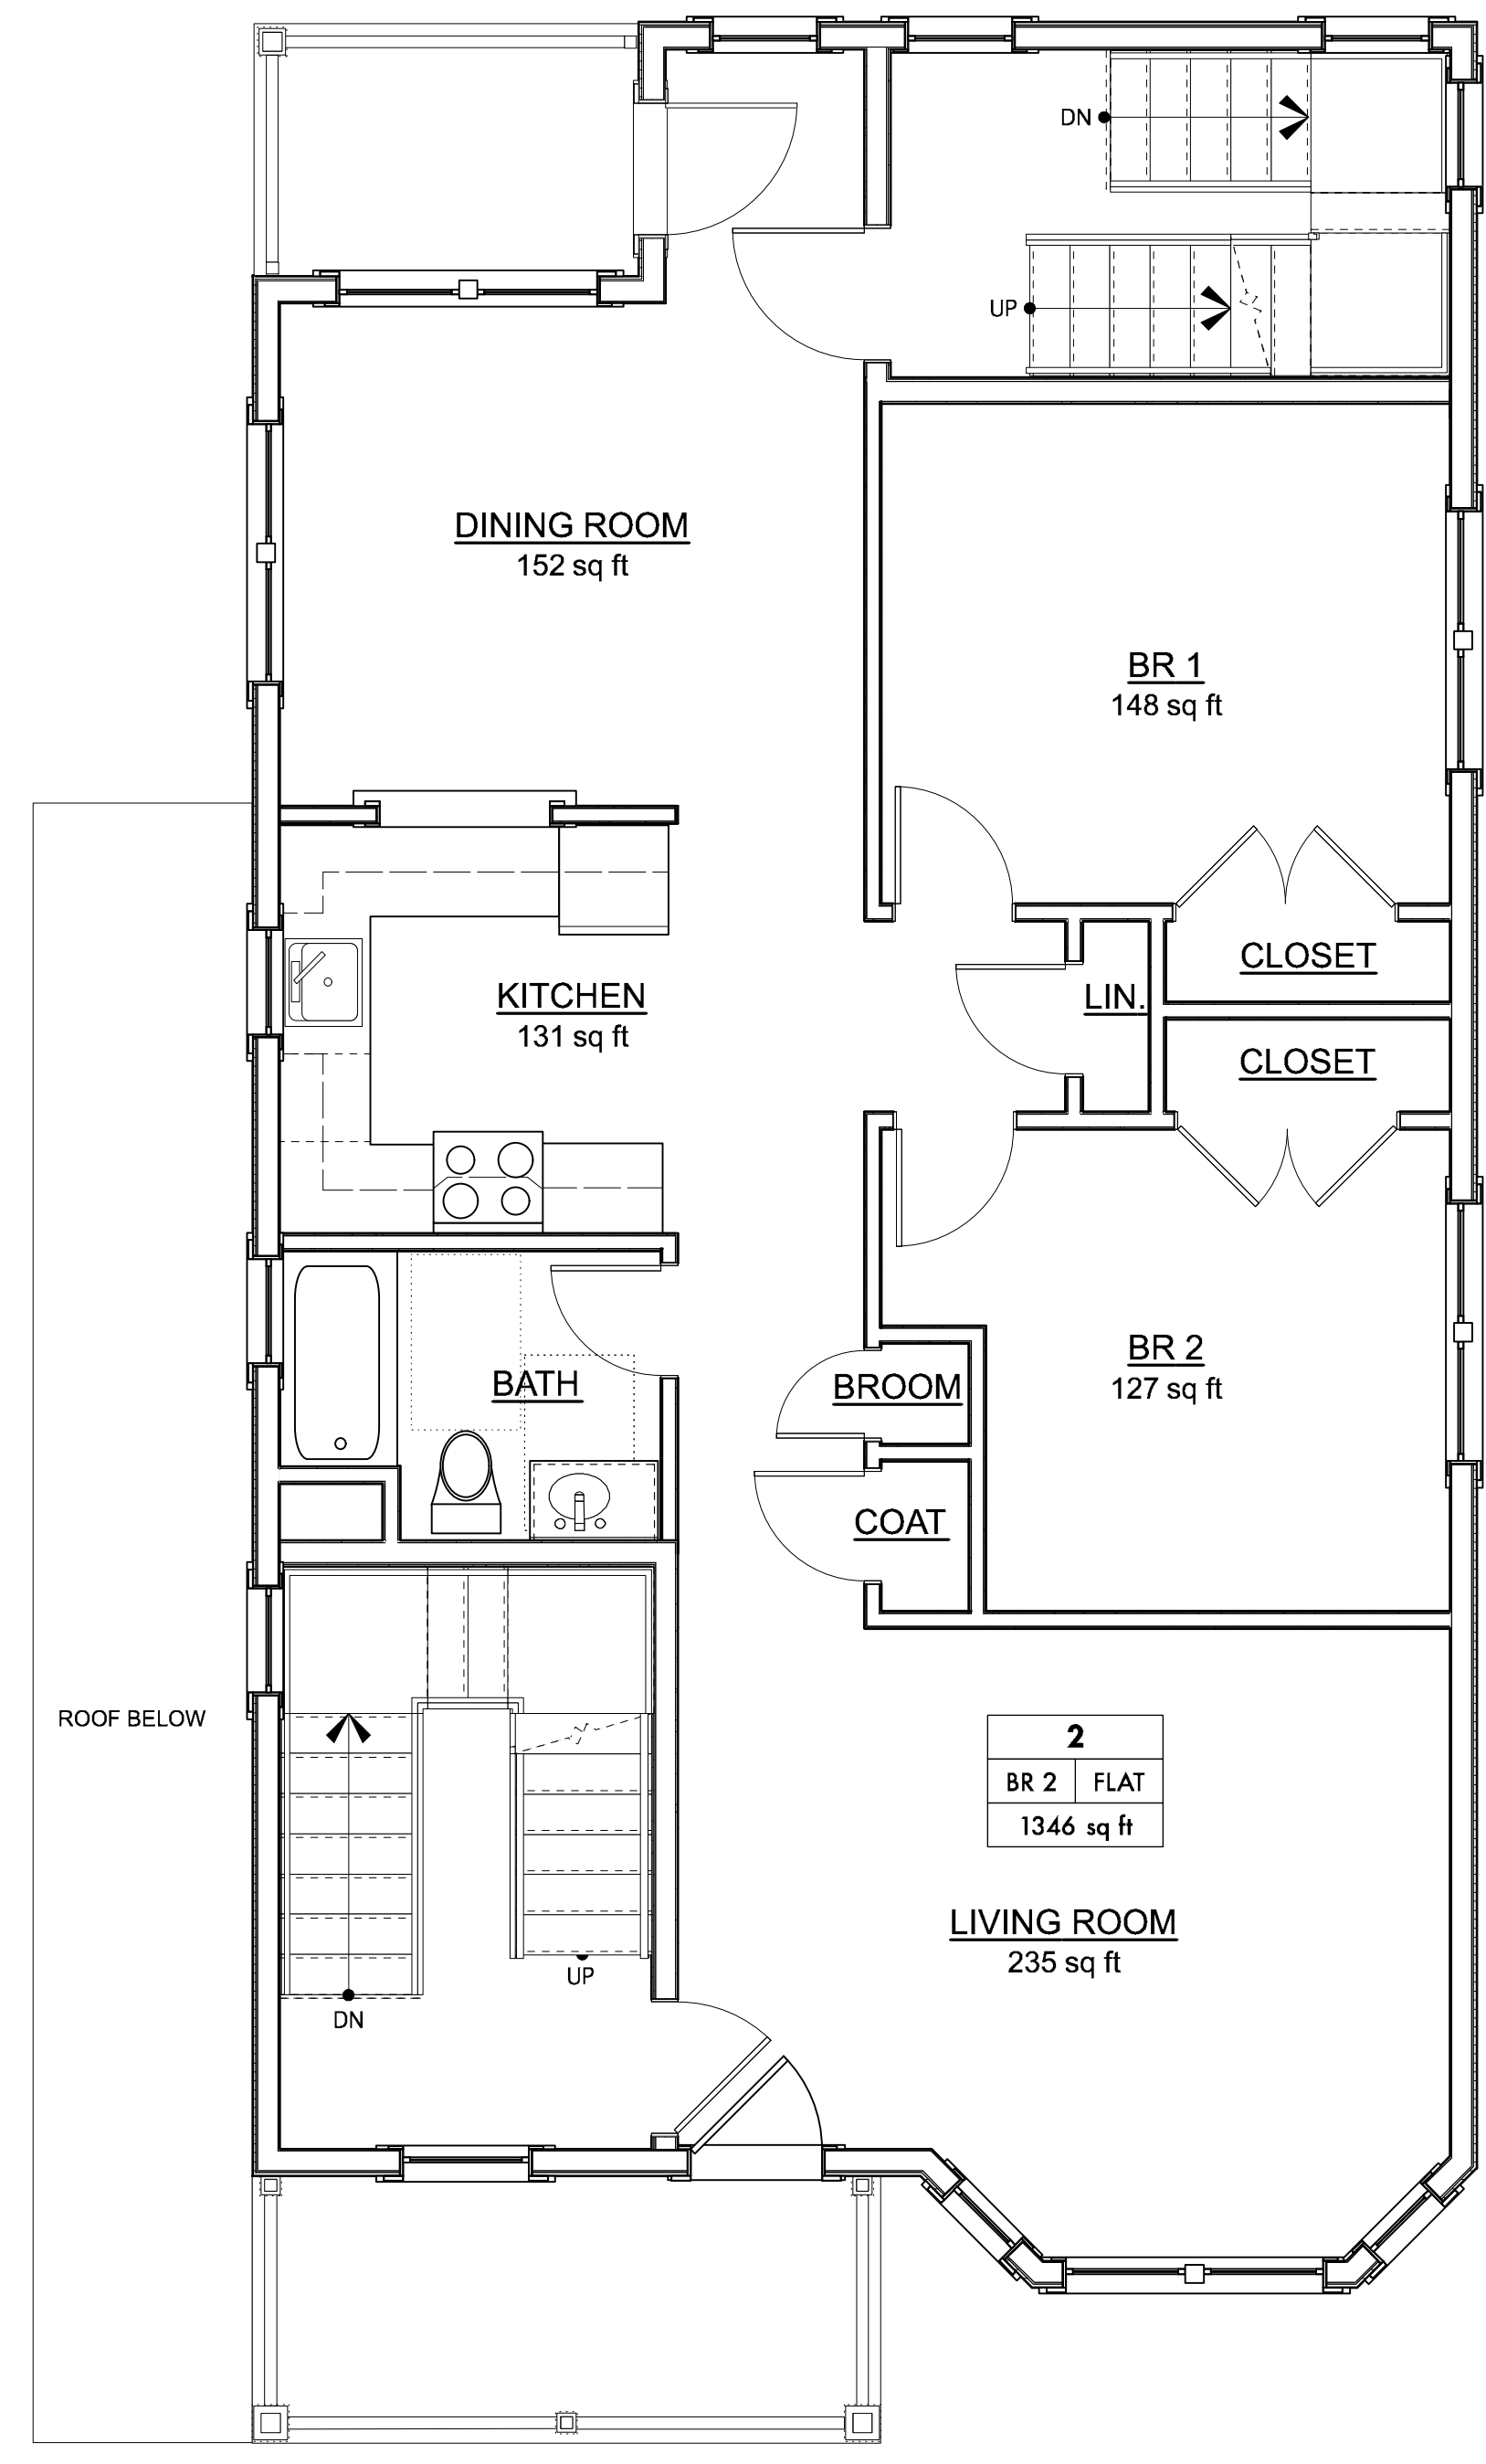 DN
UP
DINING ROOM
152 sq ft
BR 1
148 sq ft
CLOSET
KITCHEN
131 sq ft
LIN.
CLOSET
BR 2
127 sq ft
BATH
BROOM
COAT
ROOF BELOW
2
BR 2 FLAT
1346 sq ft
LIVING ROOM
235 sq ft
UP
DN